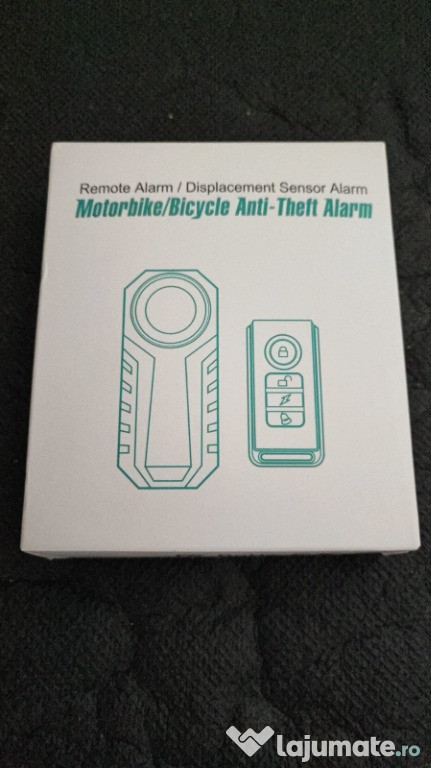 Remote Alarm / Displacement Sensor Alarm
Motorbike/Bicycle Anti-Theft Alarm
lajumate.ro